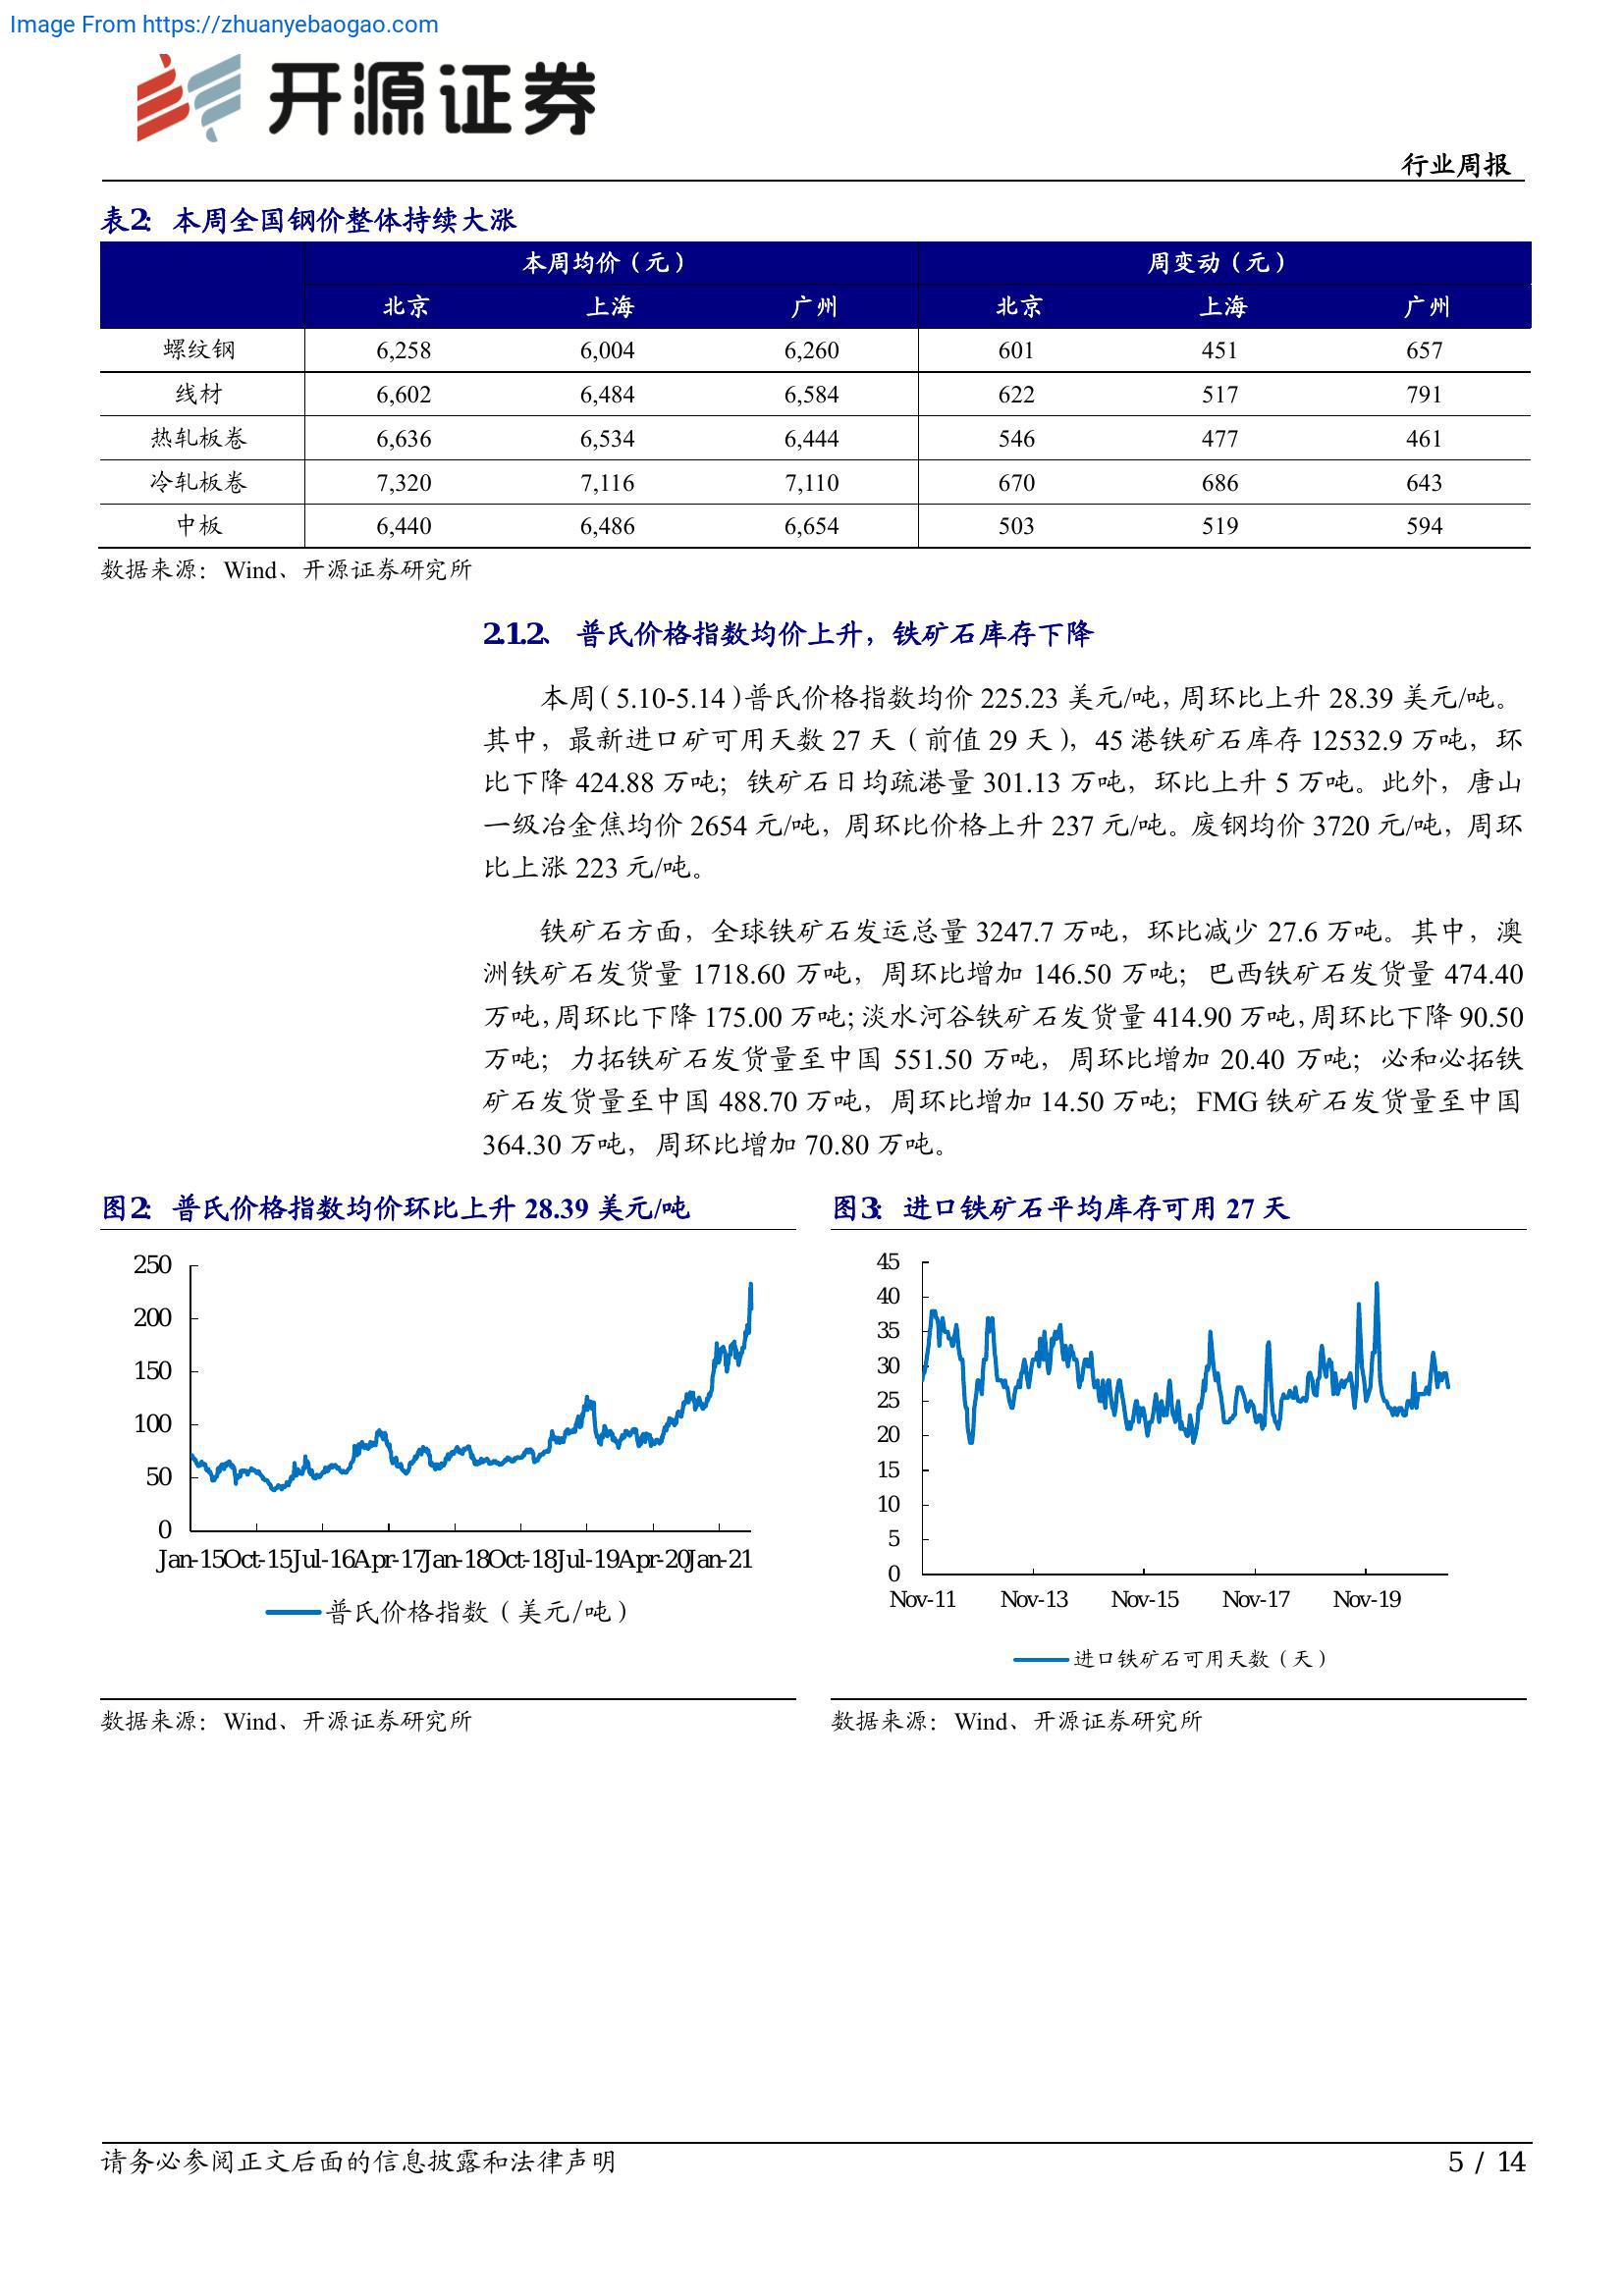 Image From https://zhuanyebaogao.com
开源证券
行业周报
表2： 本周全国钢价整体持续大涨
本周均价（元） 周变动（元）
北京 上海 广州 北京 上海 广州
螺纹钢 6,258 6,004 6,260 601 451 657
线材 6,602 6,484 6,584 622 517 791
热轧板卷 6,636 6,534 6,444 546 477 461
冷轧板卷 7,320 7,116 7,110 670 686 643
中板 6,440 6,486 6,654 503 519 594
数据来源：Wind、开源证券研究所
2.1.2、 普氏价格指数均价上升，铁矿石库存下降
本周（5.10-5.14）普氏价格指数均价 225.23 美元/吨，周环比上升 28.39 美元/吨。
其中，最新进口矿可用天数 27 天（前值 29 天），45 港铁矿石库存 12532.9 万吨，环
比下降 424.88 万吨；铁矿石日均疏港量 301.13 万吨，环比上升 5 万吨。此外，唐山
一级冶金焦均价 2654 元/吨，周环比价格上升 237 元/吨。废钢均价 3720 元/吨，周环
比上涨 223 元/吨。
铁矿石方面，全球铁矿石发运总量 3247.7 万吨，环比减少 27.6 万吨。其中，澳
洲铁矿石发货量 1718.60 万吨，周环比增加 146.50 万吨；巴西铁矿石发货量 474.40
万吨，周环比下降 175.00 万吨；淡水河谷铁矿石发货量 414.90 万吨，周环比下降 90.50
万吨；力拓铁矿石发货量至中国 551.50 万吨，周环比增加 20.40 万吨；必和必拓铁
矿石发货量至中国 488.70 万吨，周环比增加 14.50 万吨；FMG 铁矿石发货量至中国
364.30 万吨，周环比增加 70.80 万吨。
图2： 普氏价格指数均价环比上升 28.39 美元/吨
250
200
150
100
50
0
Jan-15 Oct-15 Jul-16 Apr-17 Jan-18 Oct-18 Jul-19 Apr-20 Jan-21
普氏价格指数（美元/吨）
数据来源：Wind、开源证券研究所
图3： 进口铁矿石平均库存可用 27 天
45
40
35
30
25
20
15
10
5
0
Nov-11 Nov-13 Nov-15 Nov-17 Nov-19
进口铁矿石可用天数（天）
数据来源：Wind、开源证券研究所
请务必参阅正文后面的信息披露和法律声明
5 / 14